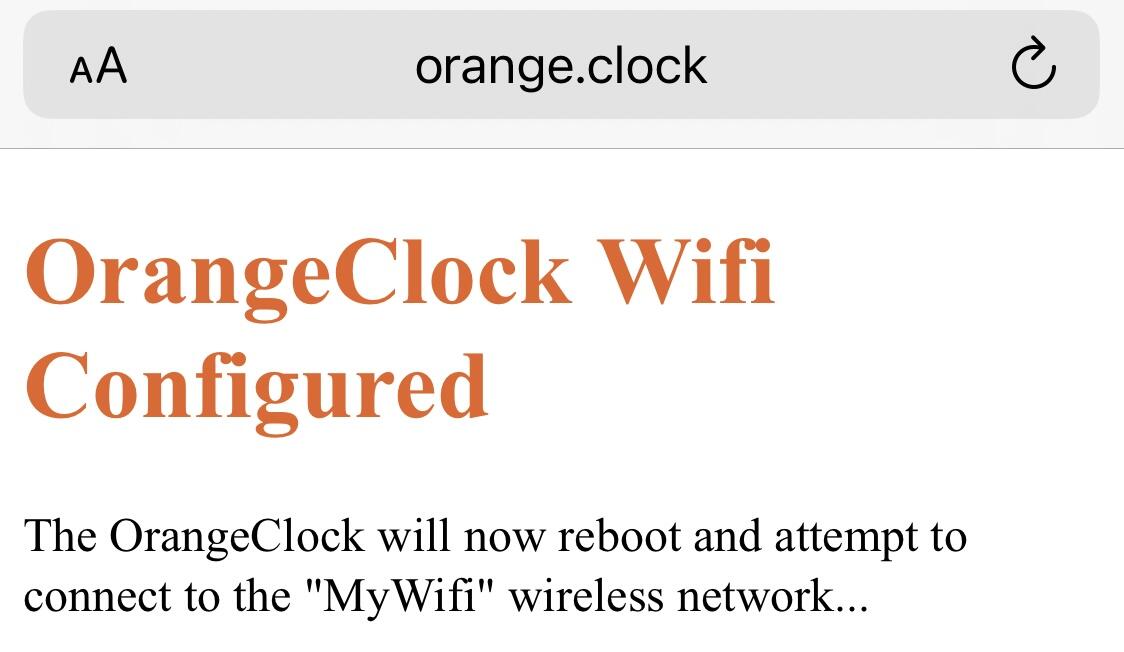 AA orange.clock
OrangeClock Wifi
Configured
The OrangeClock will now reboot and attempt to
connect to the "MyWifi" wireless network...